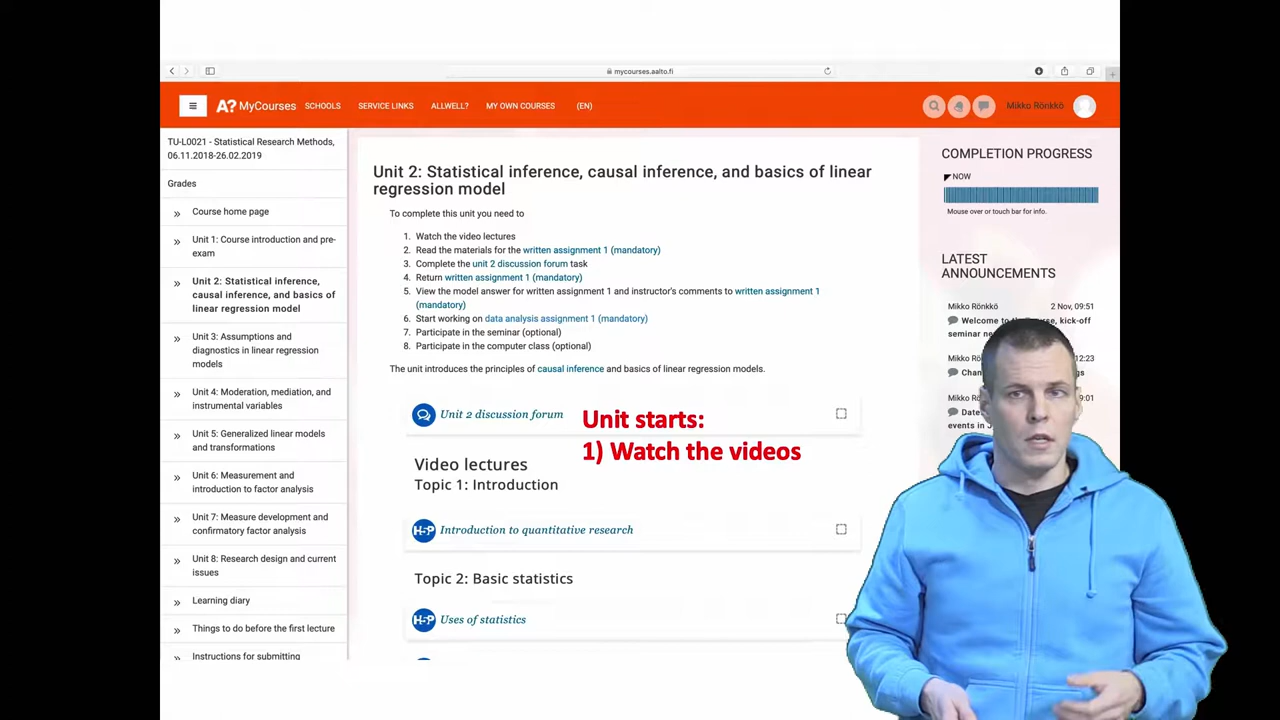 mycourses.aalto.fi
A? MyCourses SCHOOLS SERVICE LINKS ALLWELL? MY OWN COURSES (EN) Mikko Rönkkö
TU-L0021 - Statistical Research Methods,
06.11.2018-26.02.2019
Grades
Course home page
Unit 1: Course introduction and pre-
exam
Unit 2: Statistical inference,
causal inference, and basics of
linear regression model
Unit 3: Assumptions and
diagnostics in linear regression
models
Unit 4: Moderation, mediation, and
instrumental variables
Unit 5: Generalized linear models
and transformations
Unit 6: Measurement and
introduction to factor analysis
Unit 7: Measure development and
confirmatory factor analysis
Unit 8: Research design and current
issues
Learning diary
Things to do before the first lecture
Instructions for submitting
Unit 2: Statistical inference, causal inference, and basics of linear
regression model
To complete this unit you need to
1. Watch the video lectures
2. Read the materials for the written assignment 1 (mandatory)
3. Complete the unit 2 discussion forum task
4. Return written assignment 1 (mandatory)
5. View the model answer for written assignment 1 and instructor's comments to written assignment 1
(mandatory)
6. Start working on data analysis assignment 1 (mandatory)
7. Participate in the seminar (optional)
8. Participate in the computer class (optional)
The unit introduces the principles of causal inference and basics of linear regression models.
Unit 2 discussion forum
Unit starts:
1) Watch the videos
Video lectures
Topic 1: Introduction
H5P Introduction to quantitative research
Topic 2: Basic statistics
H5P Uses of statistics
COMPLETION PROGRESS
NOW
Mouse over or touch bar for info.
LATEST
ANNOUNCEMENTS
Mikko Rönkkö 2 Nov, 09:51
Welcome to the course, kick-off
seminar
Mikko 12:23
Mikko 09:01
events in